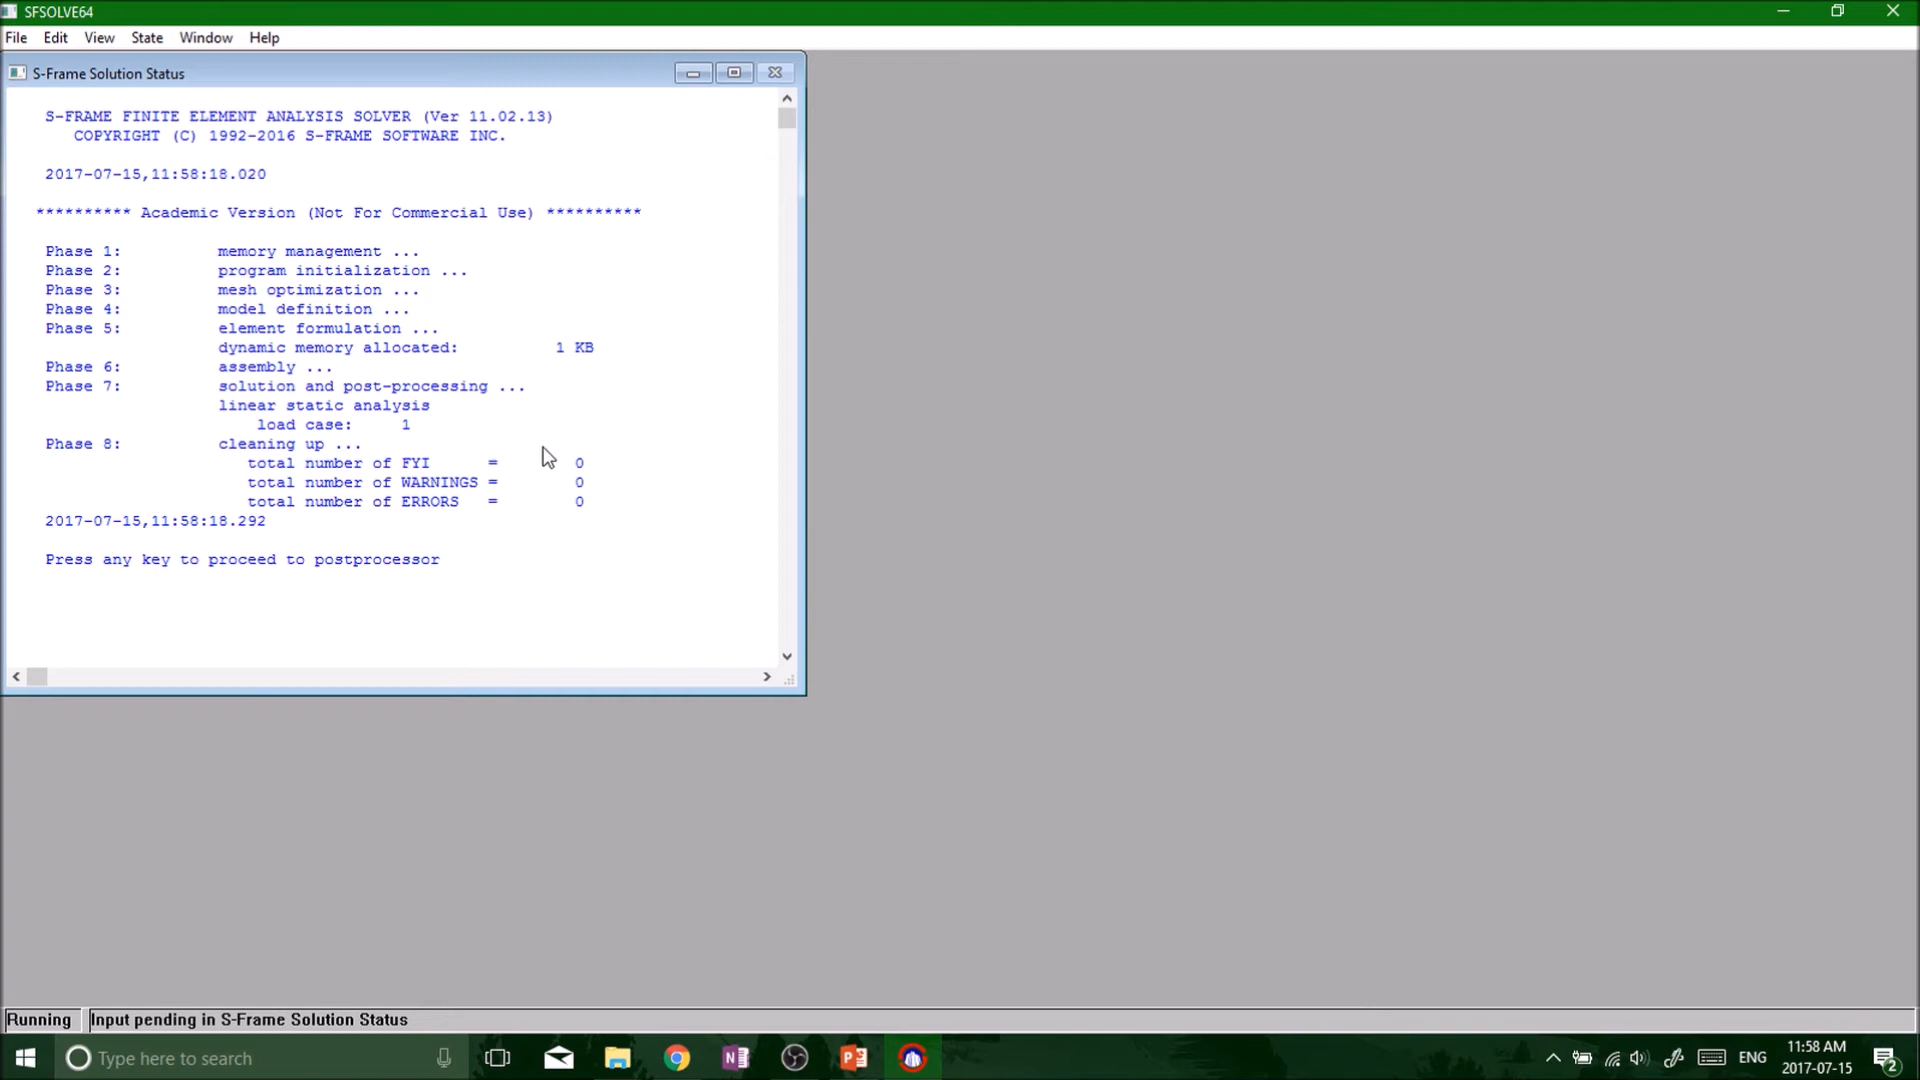 SFSOLVE64
File Edit View State Window Help
S-Frame Solution Status
S-FRAME FINITE ELEMENT ANALYSIS SOLVER (Ver 11.02.13)
COPYRIGHT (C) 1992-2016 S-FRAME SOFTWARE INC.
2017-07-15,11:58:18.020
********** Academic Version (Not For Commercial Use) **********
Phase 1: memory management ...
Phase 2: program initialization ...
Phase 3: mesh optimization ...
Phase 4: model definition ...
Phase 5: element formulation ...
dynamic memory allocated: 1 KB
Phase 6: assembly ...
Phase 7: solution and post-processing ...
linear static analysis
load case: 1
Phase 8: cleaning up ...
total number of FYI = 0
total number of WARNINGS = 0
total number of ERRORS = 0
2017-07-15,11:58:18.292
Press any key to proceed to postprocessor
Running Input pending in S-Frame Solution Status
Type here to search
ENG
11:58 AM
2017-07-15
2